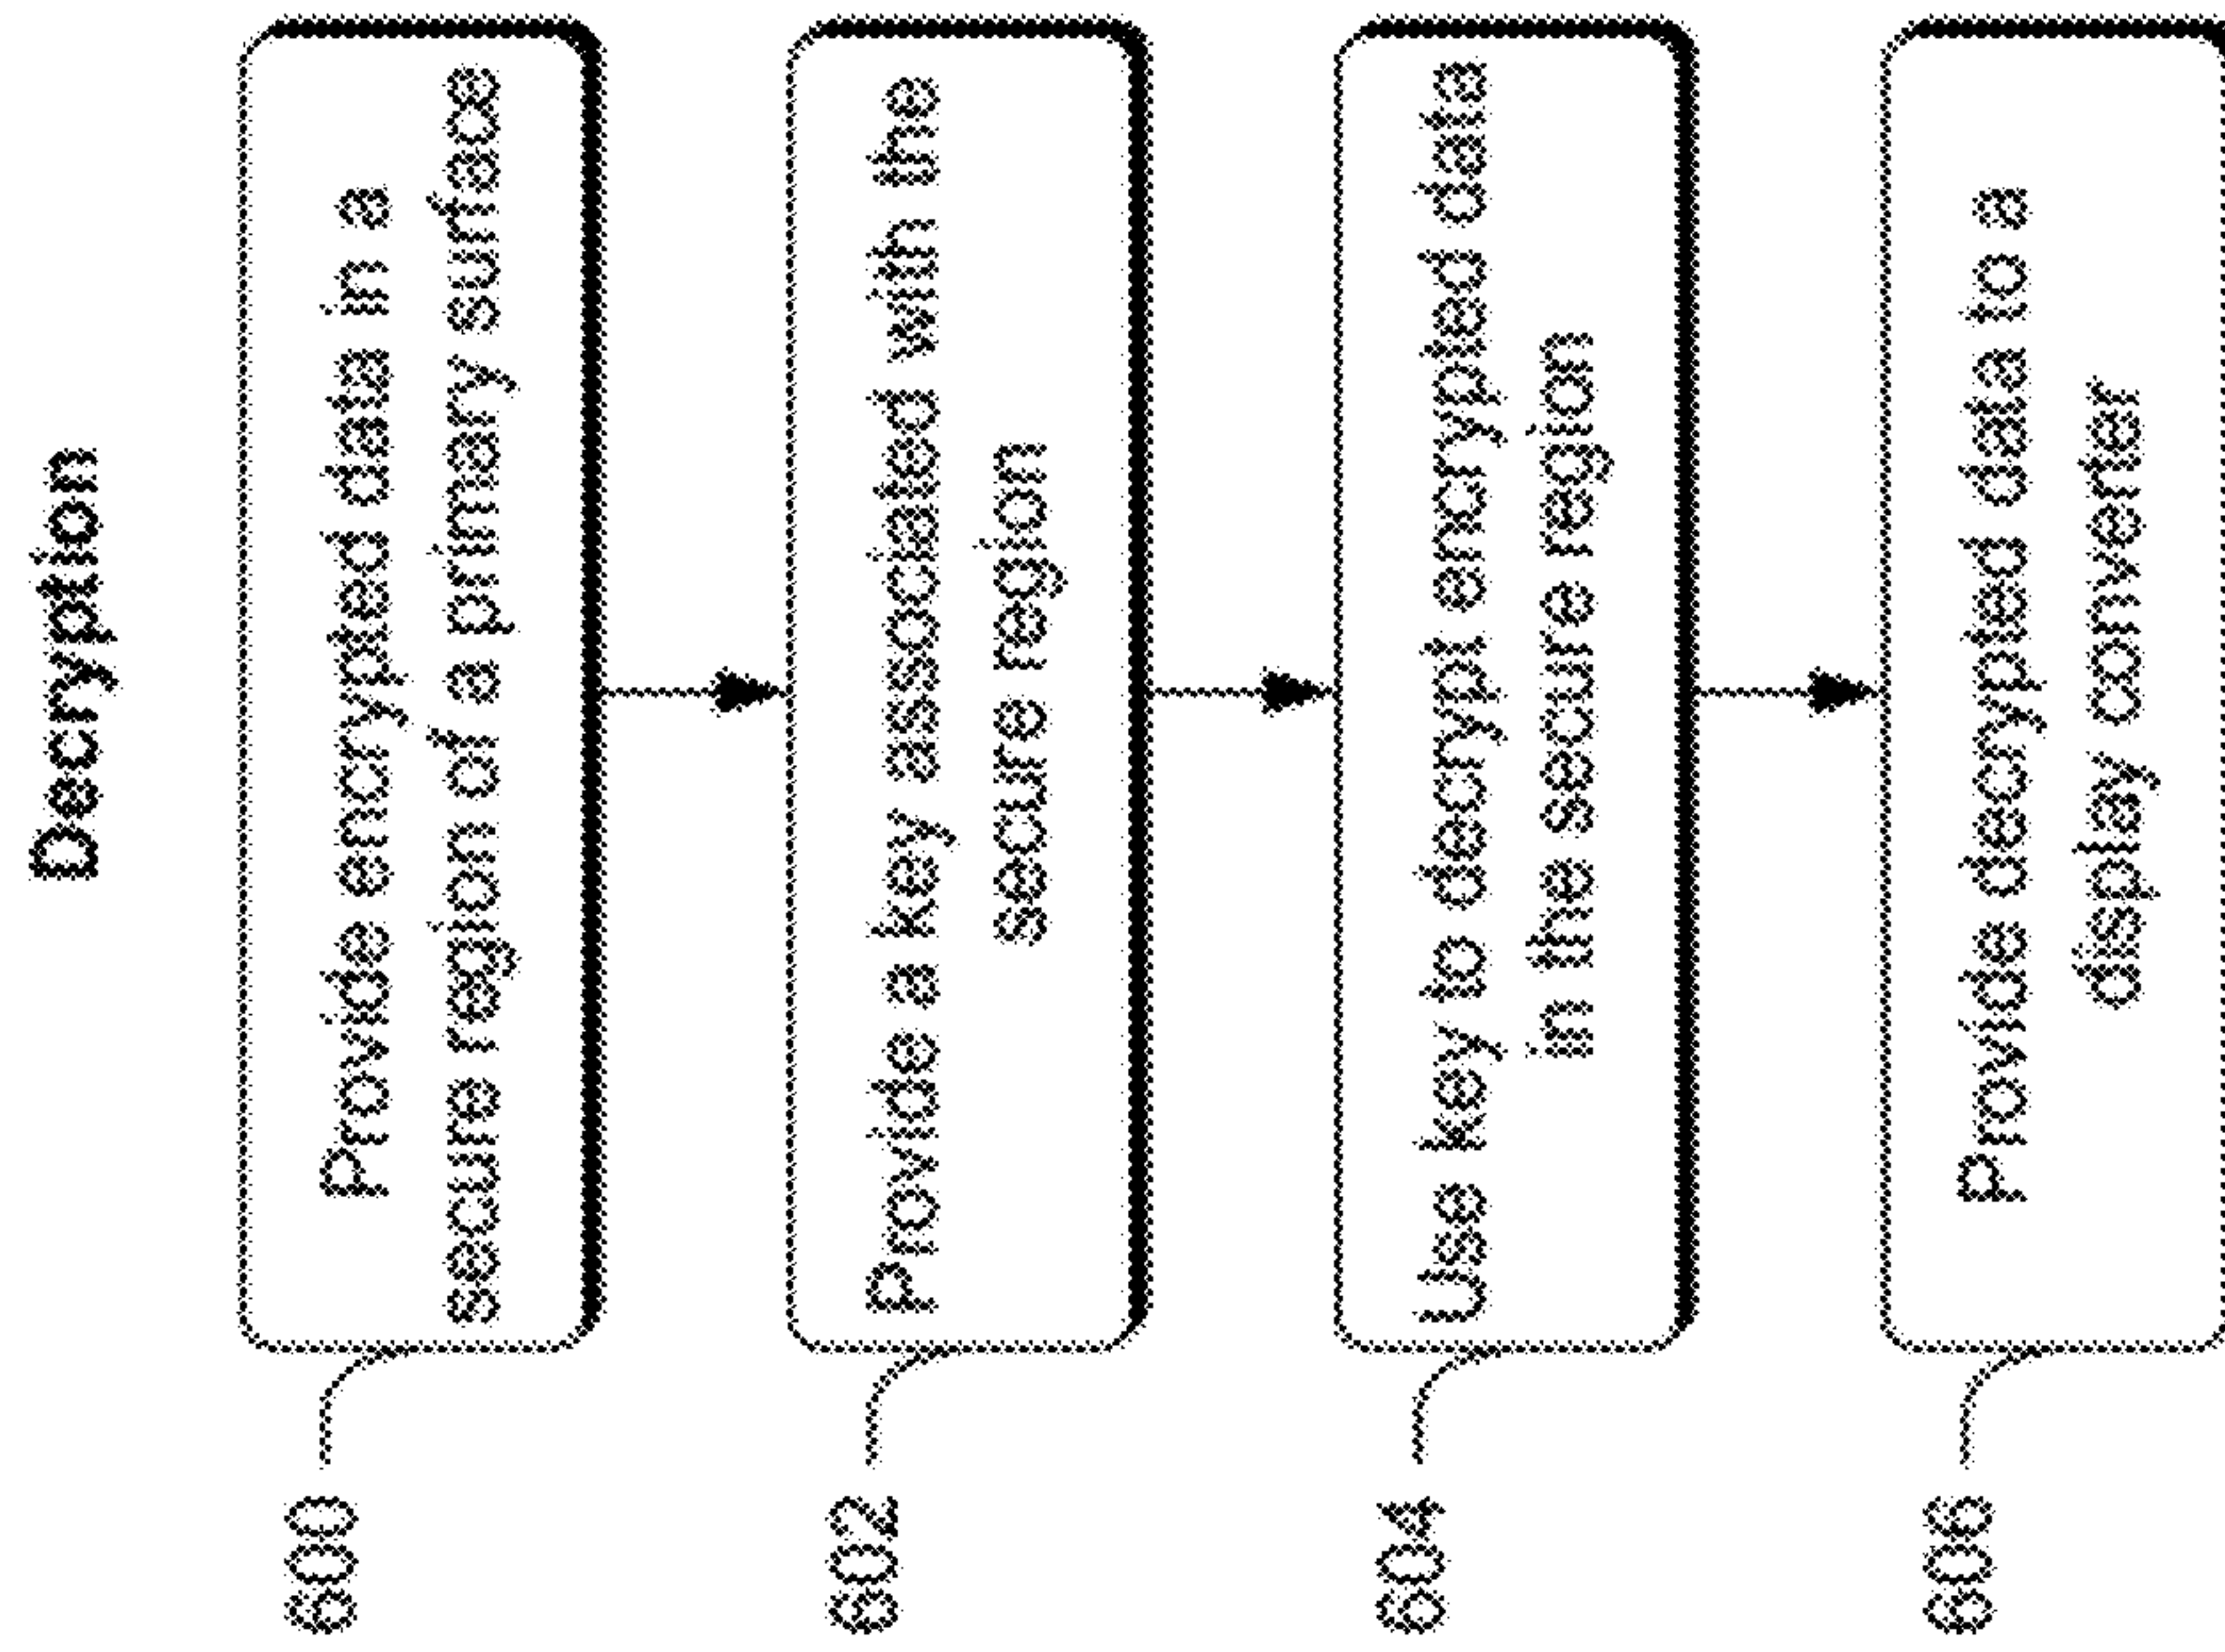 Decryption
600
Provide encrypted data in a
secure region of a primary surface
602
Provide a key associated with the
secure region
604
Use key to decrypt encrypted data
in the secure region
606
Provide decrypted data to a
display converter